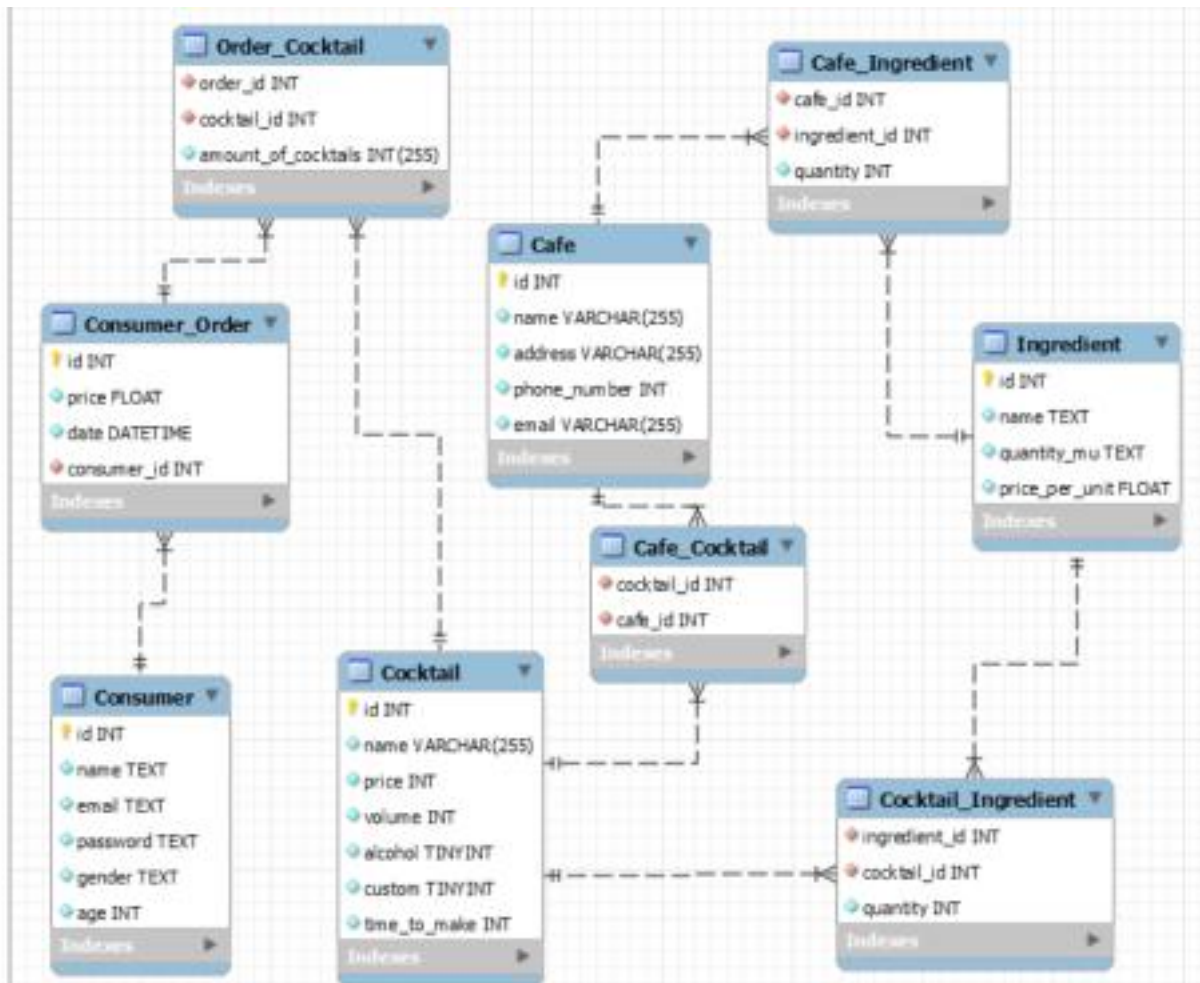 Order_Cocktail
order_id INT
cocktail_id INT
amount_of_cocktails INT(255)
Indexes
Cafe_Ingredient
cafe_id INT
ingredient_id INT
quantity INT
Indexes
Cafe
id INT
name VARCHAR(255)
address VARCHAR(255)
phone_number INT
email VARCHAR(255)
Indexes
Consumer_Order
id INT
price FLOAT
date DATETIME
consumer_id INT
Indexes
Ingredient
id INT
name TEXT
quantity_mu TEXT
price_per_unit FLOAT
Indexes
Cafe_Cocktail
cocktail_id INT
cafe_id INT
Indexes
Consumer
id INT
name TEXT
email TEXT
password TEXT
gender TEXT
age INT
Indexes
Cocktail
id INT
name VARCHAR(255)
price INT
volume INT
alcohol TINYINT
custom TINYINT
time_to_make INT
Indexes
Cocktail_Ingredient
ingredient_id INT
cocktail_id INT
quantity INT
Indexes